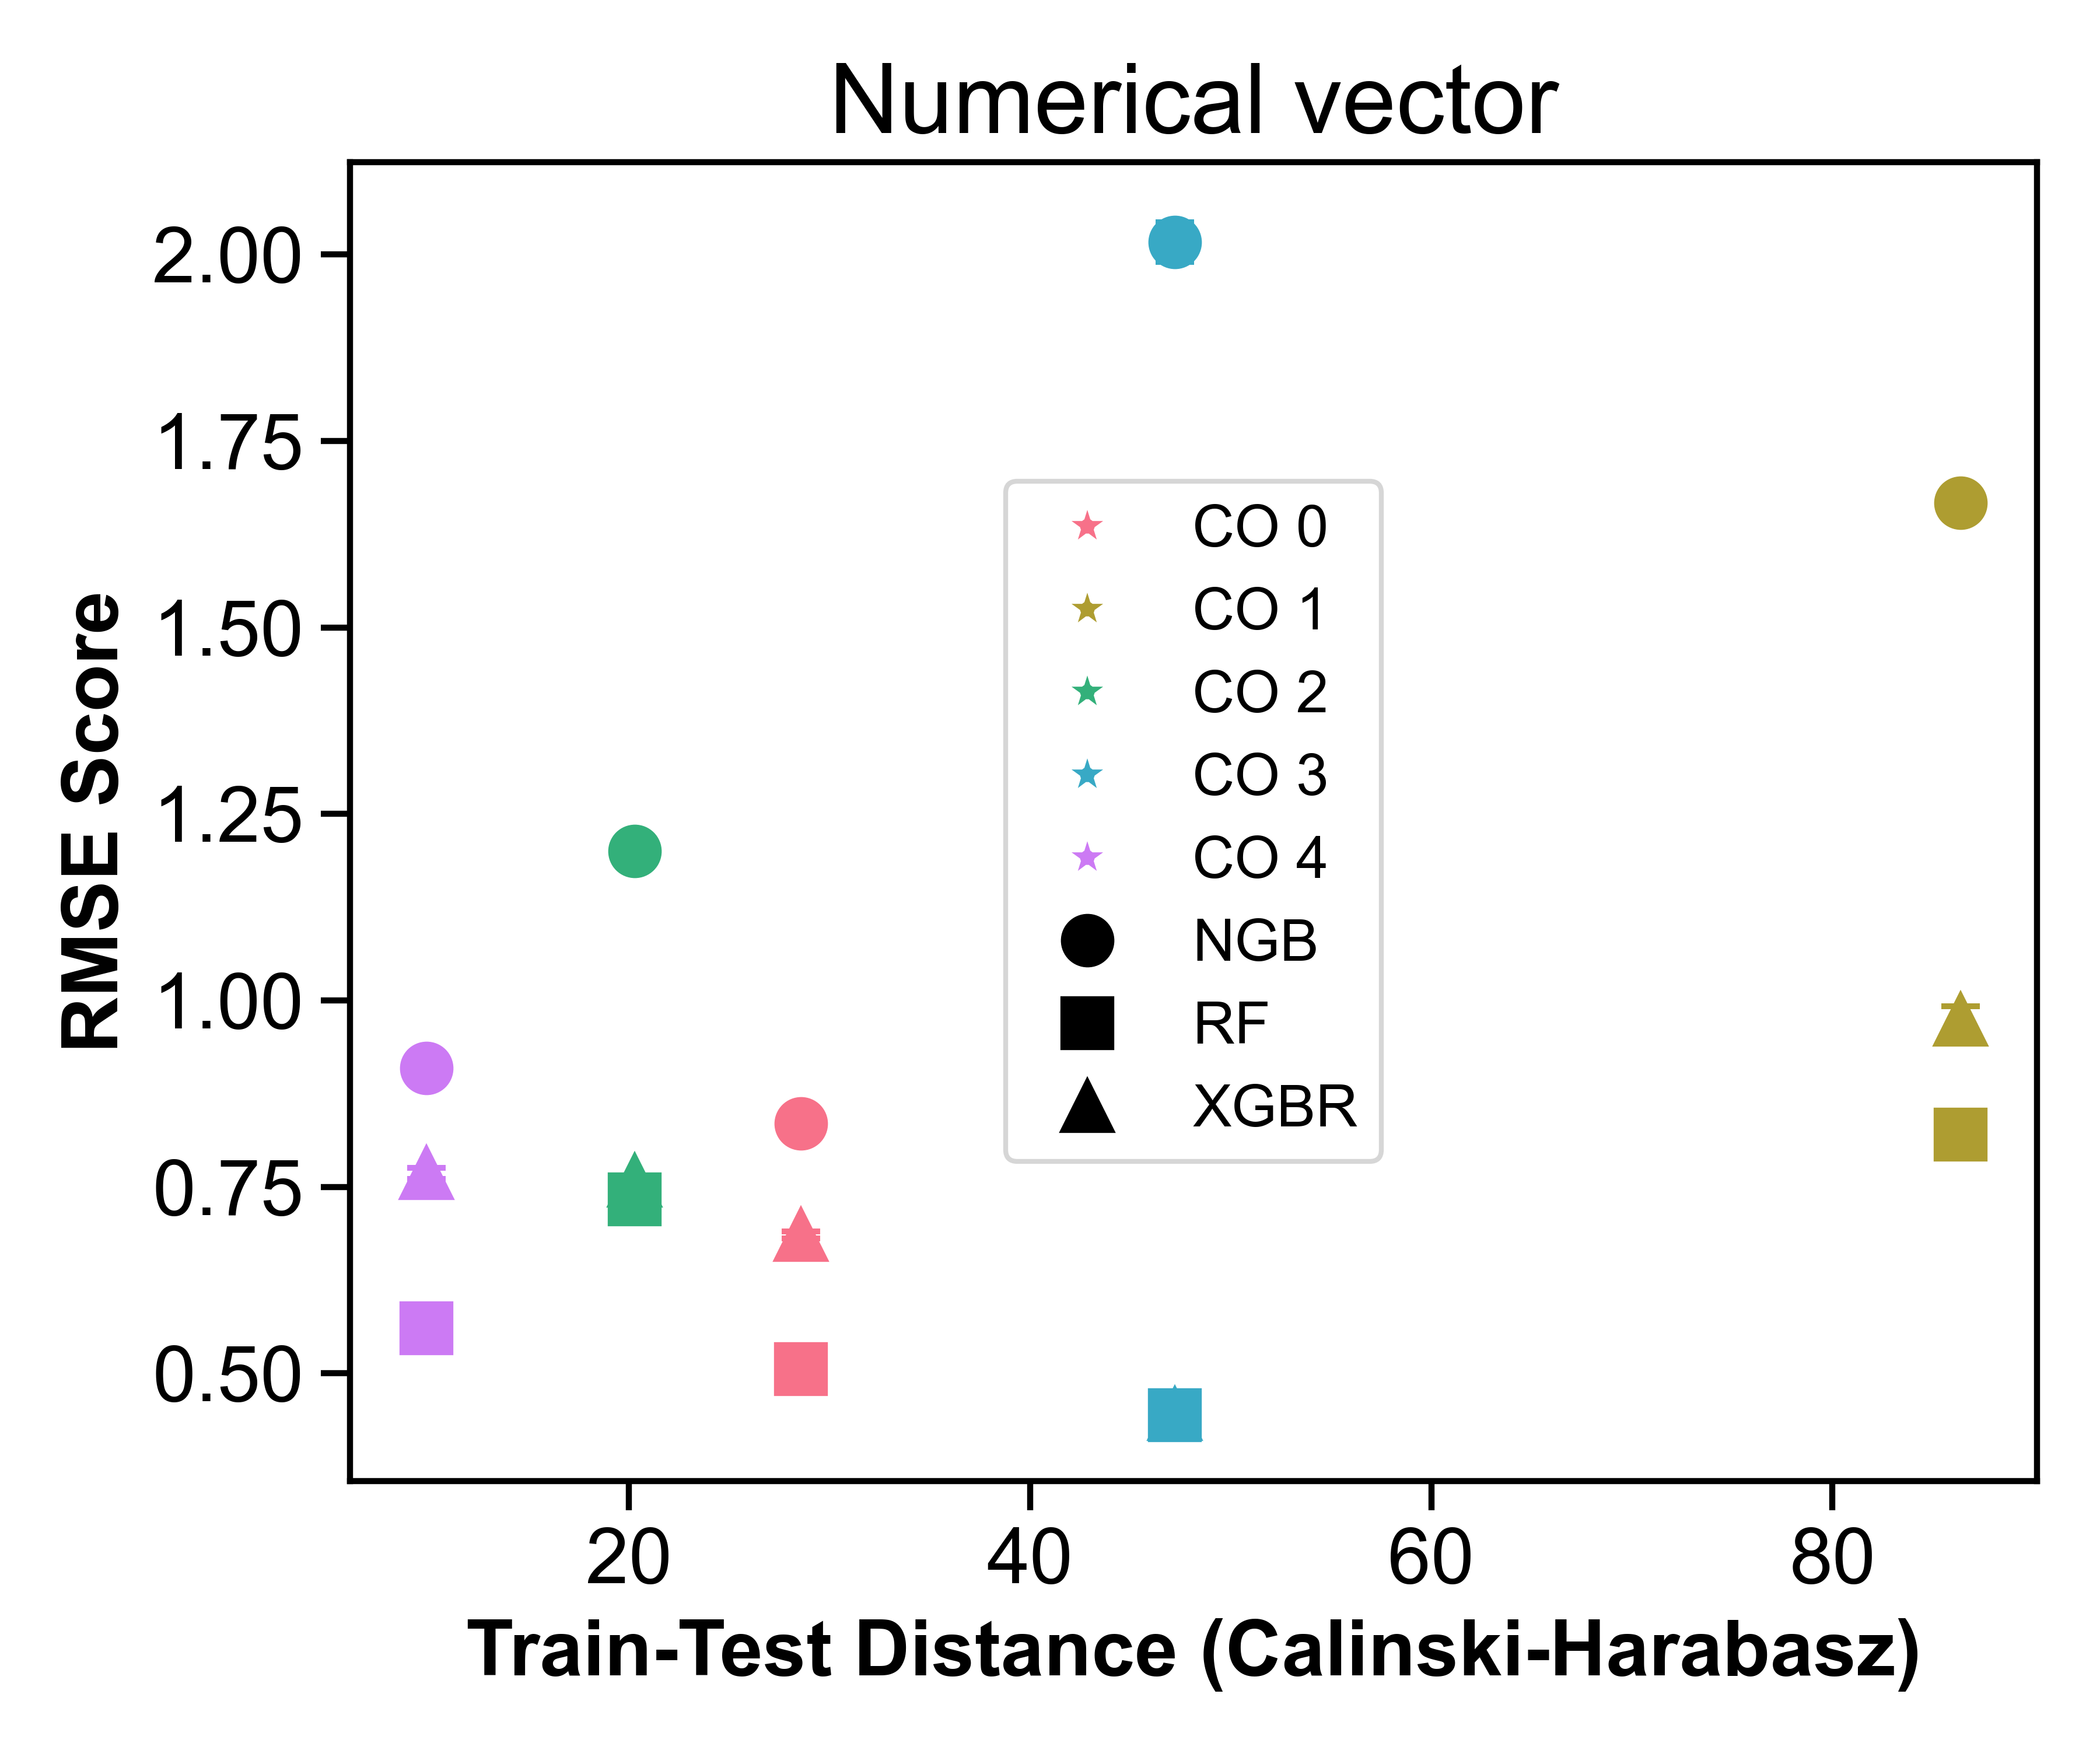 Numerical vector
2.00
1.75
1.50
1.25
1.00
0.75
0.50
RMSE Score
CO 0
CO 1
CO 2
CO 3
CO 4
NGB
RF
XGBR
20 40 60 80
Train-Test Distance (Calinski-Harabasz)